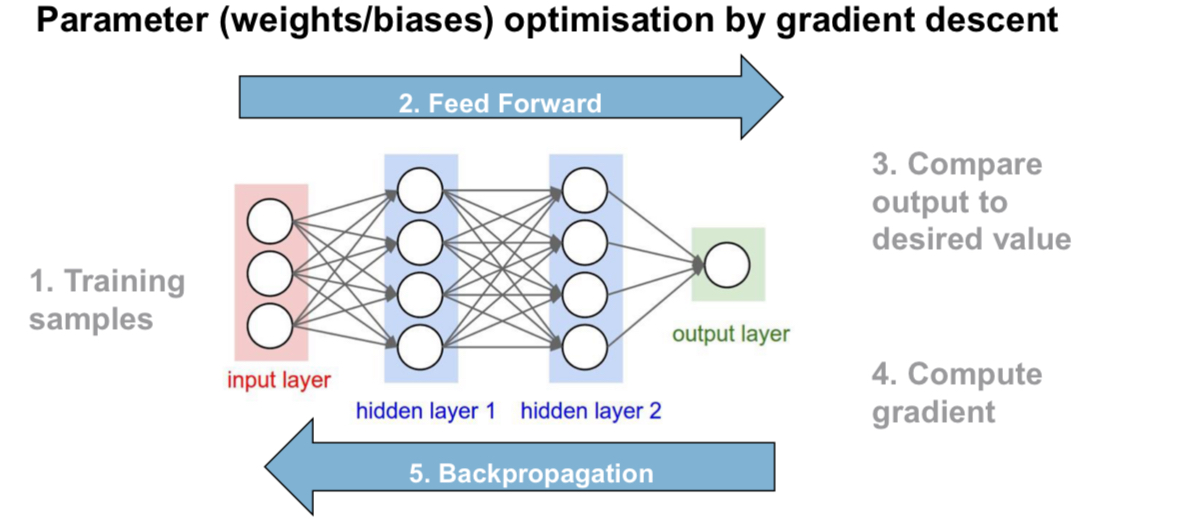 Parameter (weights/biases) optimisation by gradient descent
2. Feed Forward
3. Compare
output to
desired value
1. Training
samples
output layer
input layer
4. Compute
gradient
hidden layer 1
hidden layer 2
5. Backpropagation